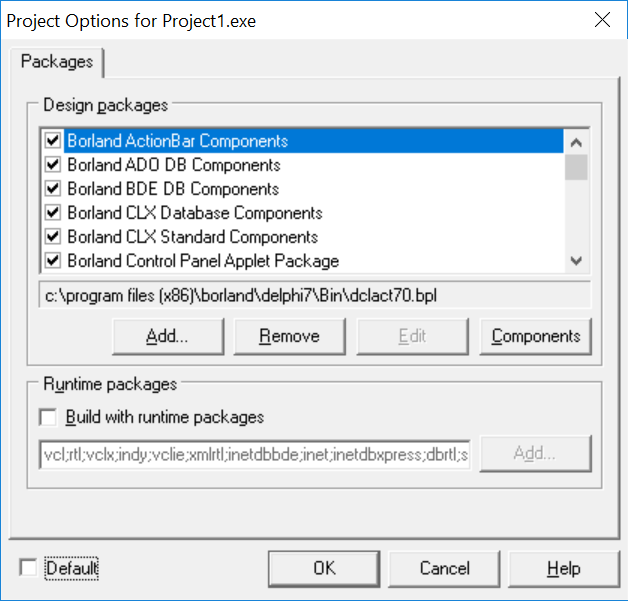 Project Options for Project1.exe
Packages
Design packages
Borland ActionBar Components
Borland ADO DB Components
Borland BDE DB Components
Borland CLX Database Components
Borland CLX Standard Components
Borland Control Panel Applet Package
c:\program files (x86)\borland\delphi7\Bin\dclact70.bpl
Add... Remove Edit Components
Runtime packages
Build with runtime packages
vcl;rtl;vclx;indy;vclie;xmlrtl;inetdbbde;inet;inetdbxpress;dbrtl;s Add...
Default OK Cancel Help